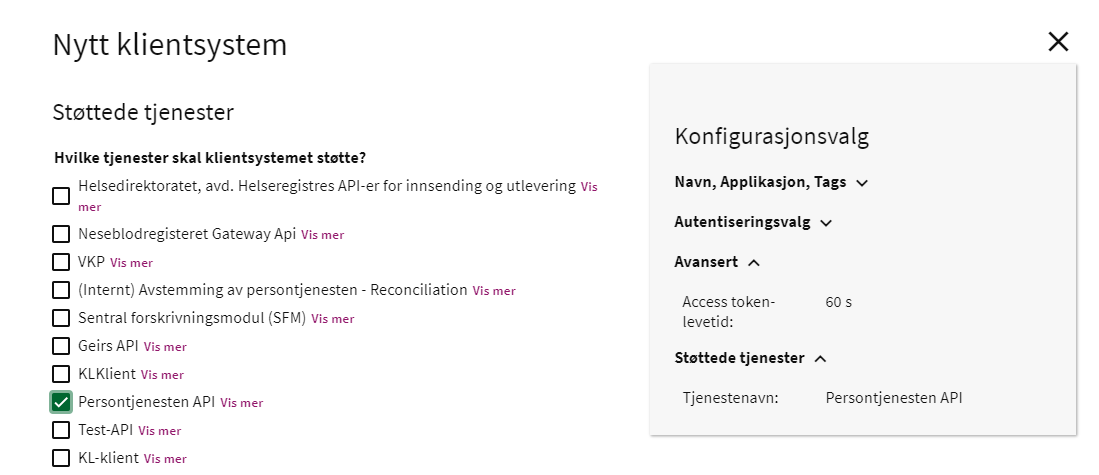 Nytt klientsystem
Støttede tjenester
Hvilke tjenester skal klientsystemet støtte?
Helsedirektoratet, avd. Helseregistres API-er for innsending og utlevering Vis
mer
Neseblodregisteret Gateway Api Vis mer
VKP Vis mer
(Internt) Avstemming av persontjenesten - Reconciliation Vis mer
Sentral forskrivningsmodul (SFM) Vis mer
Geirs API Vis mer
KLKlient Vis mer
Persontjenesten API Vis mer
Test-API Vis mer
KL-klient Vis mer
Konfigurasjonsvalg
Navn, Applikasjon, Tags
Autentiseringsvalg
Avansert
Access token- 60 s
levetid:
Støttede tjenester
Tjenestenavn: Persontjenesten API